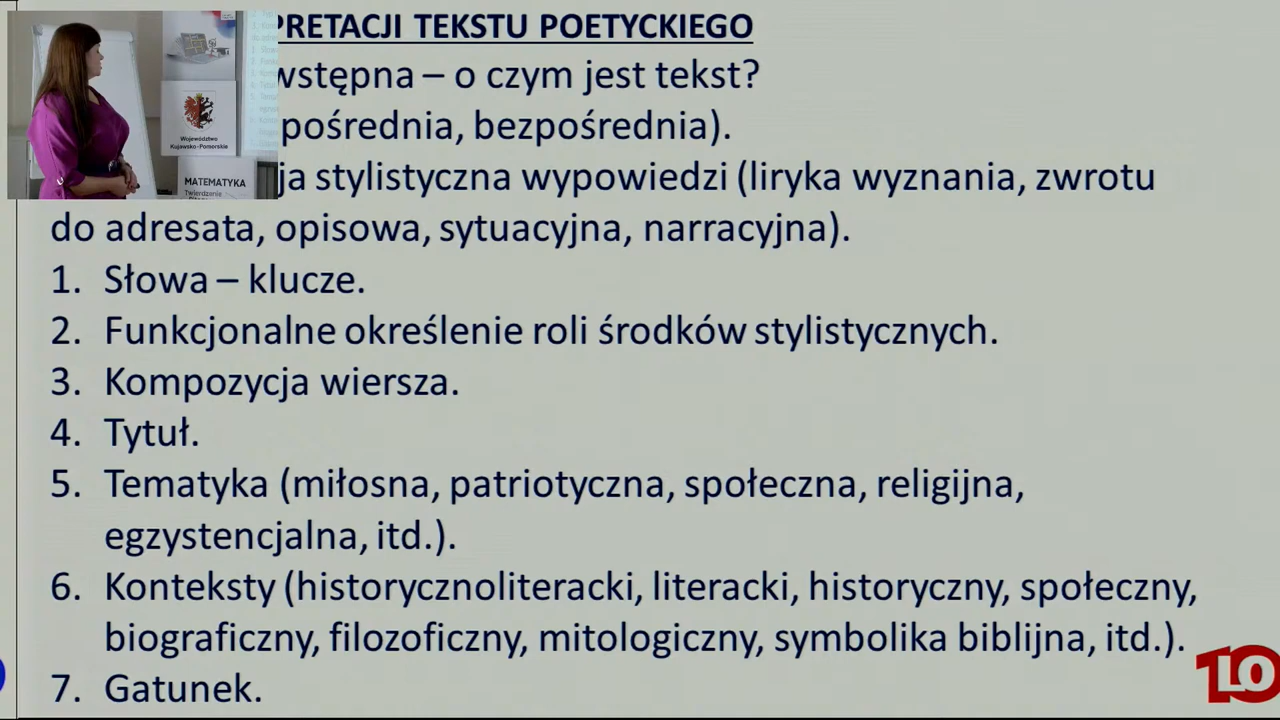 PRETACJI TEKSTU POETYCKIEGO
wstępna – o czym jest tekst?
pośrednia, bezpośrednia).
ja stylistyczna wypowiedzi (liryka wyznania, zwrotu
do adresata, opisowa, sytuacyjna, narracyjna).
1. Słowa – klucze.
2. Funkcjonalne określenie roli środków stylistycznych.
3. Kompozycja wiersza.
4. Tytuł.
5. Tematyka (miłosna, patriotyczna, społeczna, religijna,
egzystencjalna, itd.).
6. Konteksty (historycznoliteracki, literacki, historyczny, społeczny,
biograficzny, filozoficzny, mitologiczny, symbolika biblijna, itd.).
7. Gatunek.
Województwo
Kujawsko-Pomorskie
MATEMATYKA
Twierdzenie
1LO